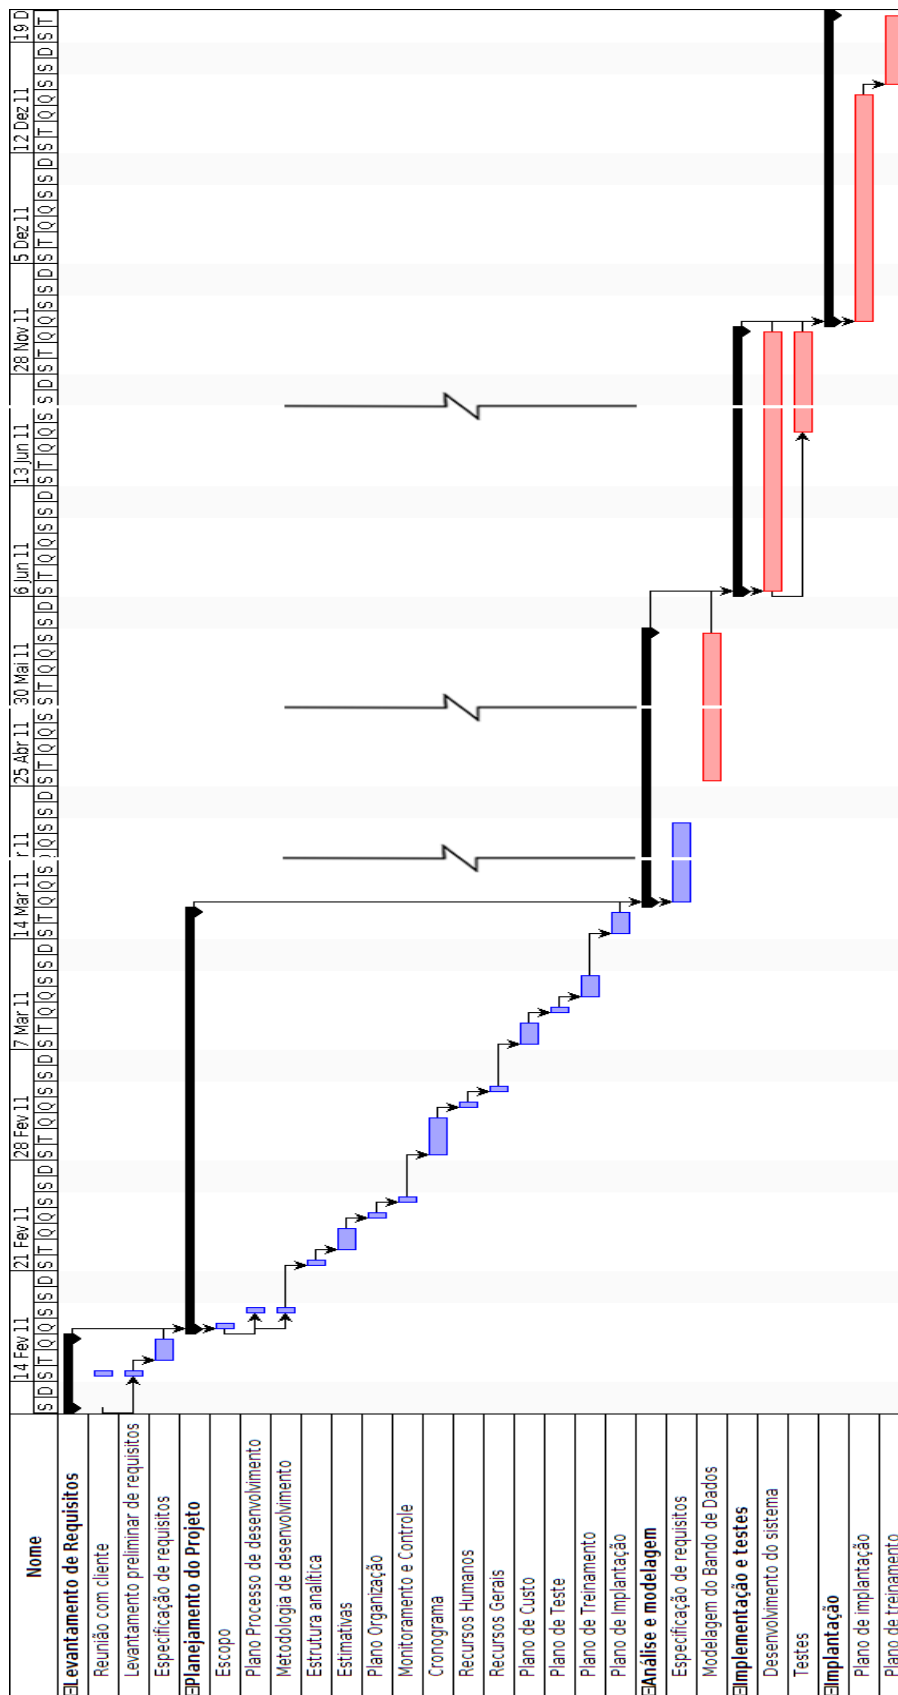 Nome
Levantamento de Requisitos
Reunião com cliente
Levantamento preliminar de requisitos
Especificação de requisitos
Planejamento do Projeto
Escopo
Plano Processo de desenvolvimento
Metodologia de desenvolvimento
Estrutura analítica
Estimativas
Plano Organização
Monitoramento e Controle
Cronograma
Recursos Humanos
Recursos Gerais
Plano de Custo
Plano de Teste
Plano de Treinamento
Plano de Implantação
Análise e modelagem
Especificação de requisitos
Modelagem do Bando de Dados
Implementação e testes
Desenvolvimento do sistema
Testes
Implantação
Plano de implantação
Plano de treinamento
14 Fev 11 21 Fev 11 28 Fev 11 7 Mar 11 14 Mar 11 r 11 25 Abr 11 30 Mai 11 6 Jun 11 13 Jun 11 28 Nov 11 5 Dez 11 12 Dez 11 19 D
S D S T Q Q S S D S T Q Q S S D S T Q Q S S D S T Q Q S S D S T Q Q S Q Q S S D S T Q Q S S T Q Q S S D S T Q Q S S D S T Q Q S S D S T Q Q S S D S T Q Q S S D S T Q Q S S D S T